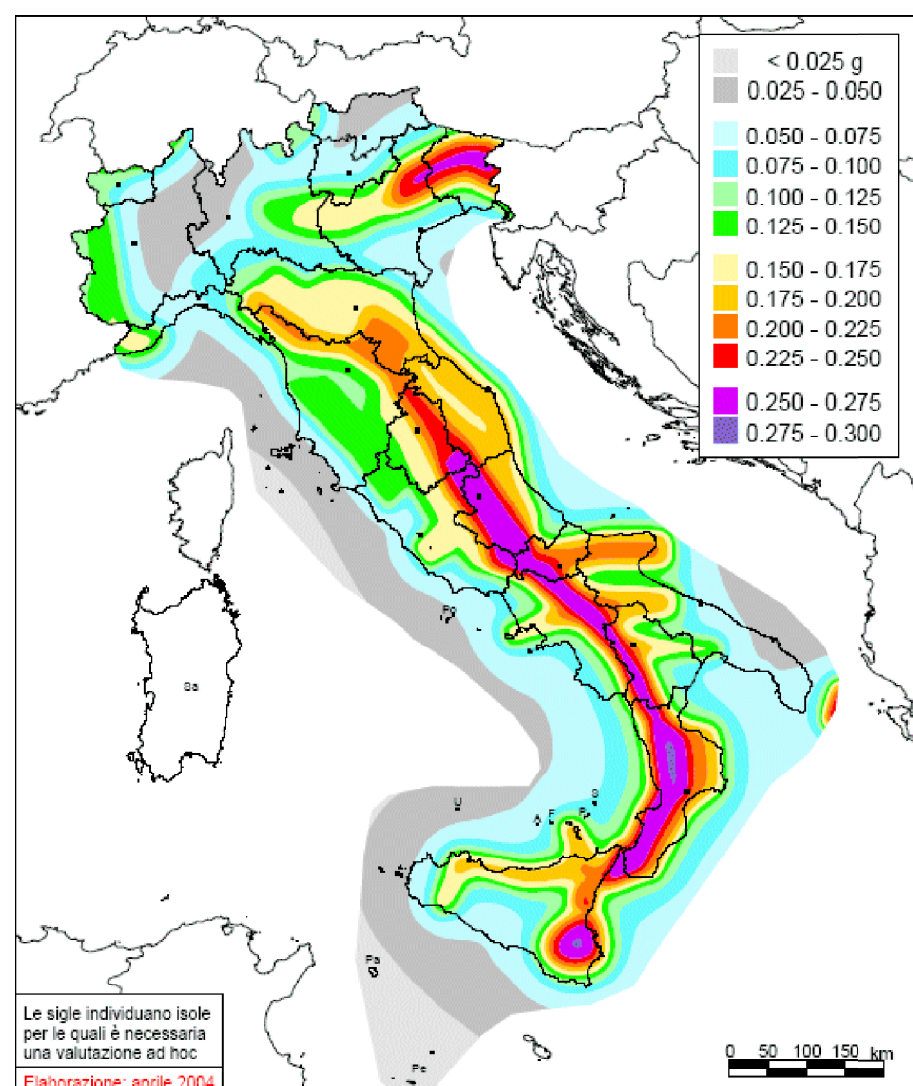 < 0.025 g
0.025 - 0.050
0.050 - 0.075
0.075 - 0.100
0.100 - 0.125
0.125 - 0.150
0.150 - 0.175
0.175 - 0.200
0.200 - 0.225
0.225 - 0.250
0.250 - 0.275
0.275 - 0.300
Po
Sa
U
S
A
F
Pa
Pe
Le sigle individuano isole
per le quali è necessaria
una valutazione ad hoc
Elaborazione: aprile 2004
0 50 100 150 km